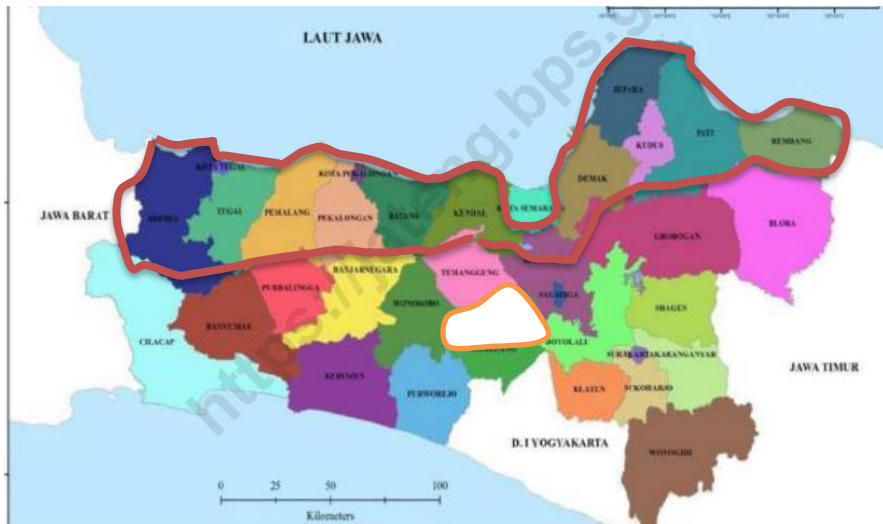 LAUT JAWA
JEPARA
PATI
KUDUS
REMBANG
DEMAK
KOTA TEGAL
KOTA PEKALONGAN
JAWA BARAT
BREBES
TEGAL
PEMALANG
PEKALONGAN
BATANG
KENDAL
KOTA SEMARANG
BLORA
GROBOGAN
BANJARNEGARA
TEMANGGUNG
PURBALINGGA
WONOSOBO
SALATIGA
SRAGEN
BANYUMAS
CILACAP
BOYOLALI
SURAKARTA
KARANGANYAR
JAWA TIMUR
KEBUMEN
PURWOREJO
KLATEN
SUKOHARJO
D. I YOGYAKARTA
WONOGIRI
0 25 50 100
Kilometers